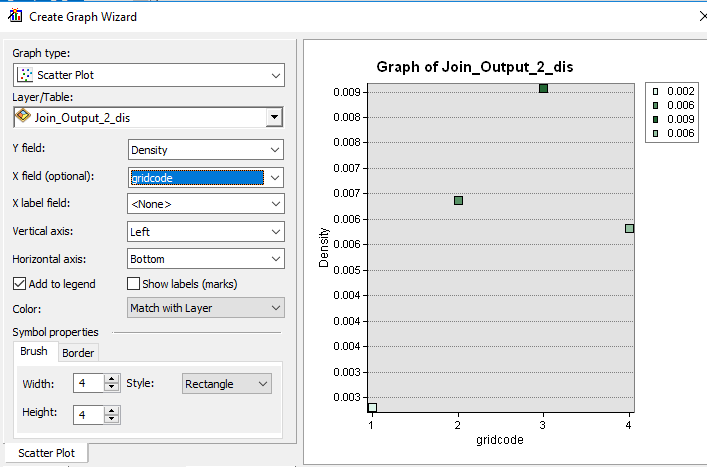 Create Graph Wizard
Graph type:
Scatter Plot
Layer/Table:
Join_Output_2_dis
Y field:
Density
X field (optional):
gridcode
X label field:
<None>
Vertical axis:
Left
Horizontal axis:
Bottom
Add to legend
Show labels (marks)
Color:
Match with Layer
Symbol properties
Brush
Border
Width:
4
Style:
Rectangle
Height:
4
Scatter Plot
Graph of Join_Output_2_dis
0.009
0.008
0.008
0.007
0.007
0.006
0.006
0.005
0.005
0.004
0.004
0.003
0.003
Density
1
2
3
4
gridcode
0.002
0.006
0.009
0.006